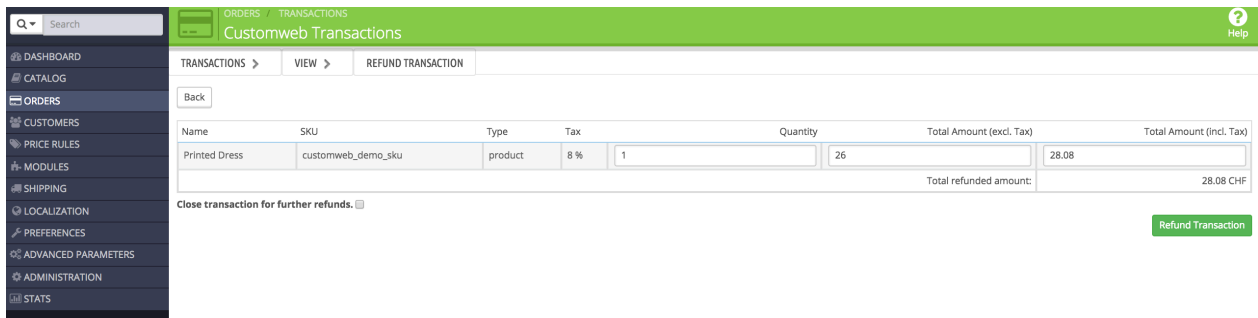 Search
ORDERS / TRANSACTIONS
Customweb Transactions
Help
DASHBOARD
CATALOG
ORDERS
CUSTOMERS
PRICE RULES
MODULES
SHIPPING
LOCALIZATION
PREFERENCES
ADVANCED PARAMETERS
ADMINISTRATION
STATS
TRANSACTIONS > VIEW > REFUND TRANSACTION
Back
Name SKU Type Tax Quantity Total Amount (excl. Tax) Total Amount (incl. Tax)
Printed Dress customweb_demo_sku product 8 % 1 26 28.08
Total refunded amount: 28.08 CHF
Close transaction for further refunds.
Refund Transaction